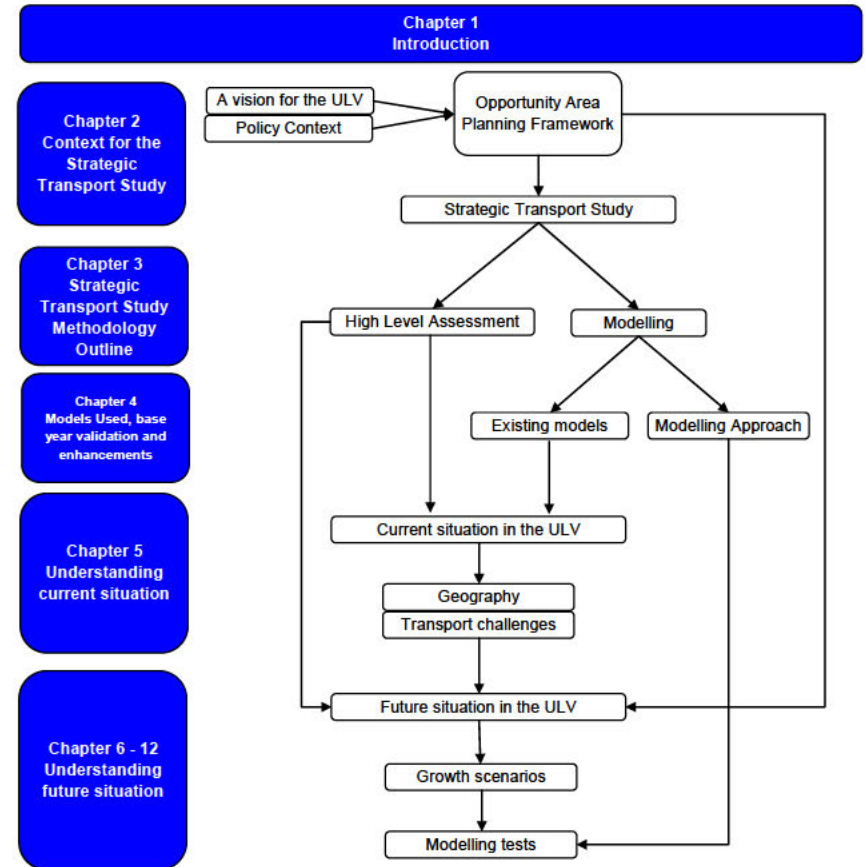 Chapter 1
Introduction
Chapter 2
Context for the
Strategic
Transport Study
A vision for the ULV
Policy Context
Opportunity Area
Planning Framework
Strategic Transport Study
Chapter 3
Strategic
Transport Study
Methodology
Outline
High Level Assessment
Modelling
Chapter 4
Models Used, base
year validation and
enhancements
Existing models
Modelling Approach
Chapter 5
Understanding
current situation
Current situation in the ULV
Geography
Transport challenges
Chapter 6 - 12
Understanding
future situation
Future situation in the ULV
Growth scenarios
Modelling tests